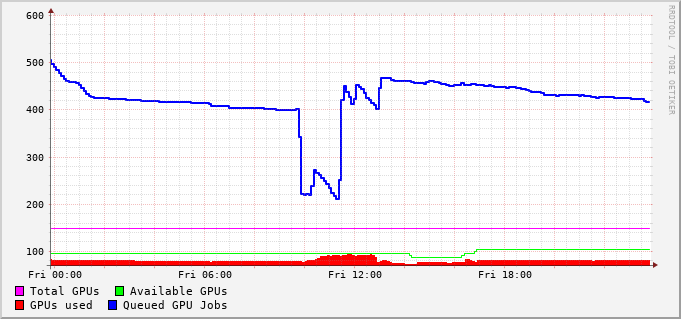 600
500
400
300
200
100
Fri 00:00 Fri 06:00 Fri 12:00 Fri 18:00
Total GPUs Available GPUs
GPUs used Queued GPU Jobs
RRDTOOL / TOBI OETIKER